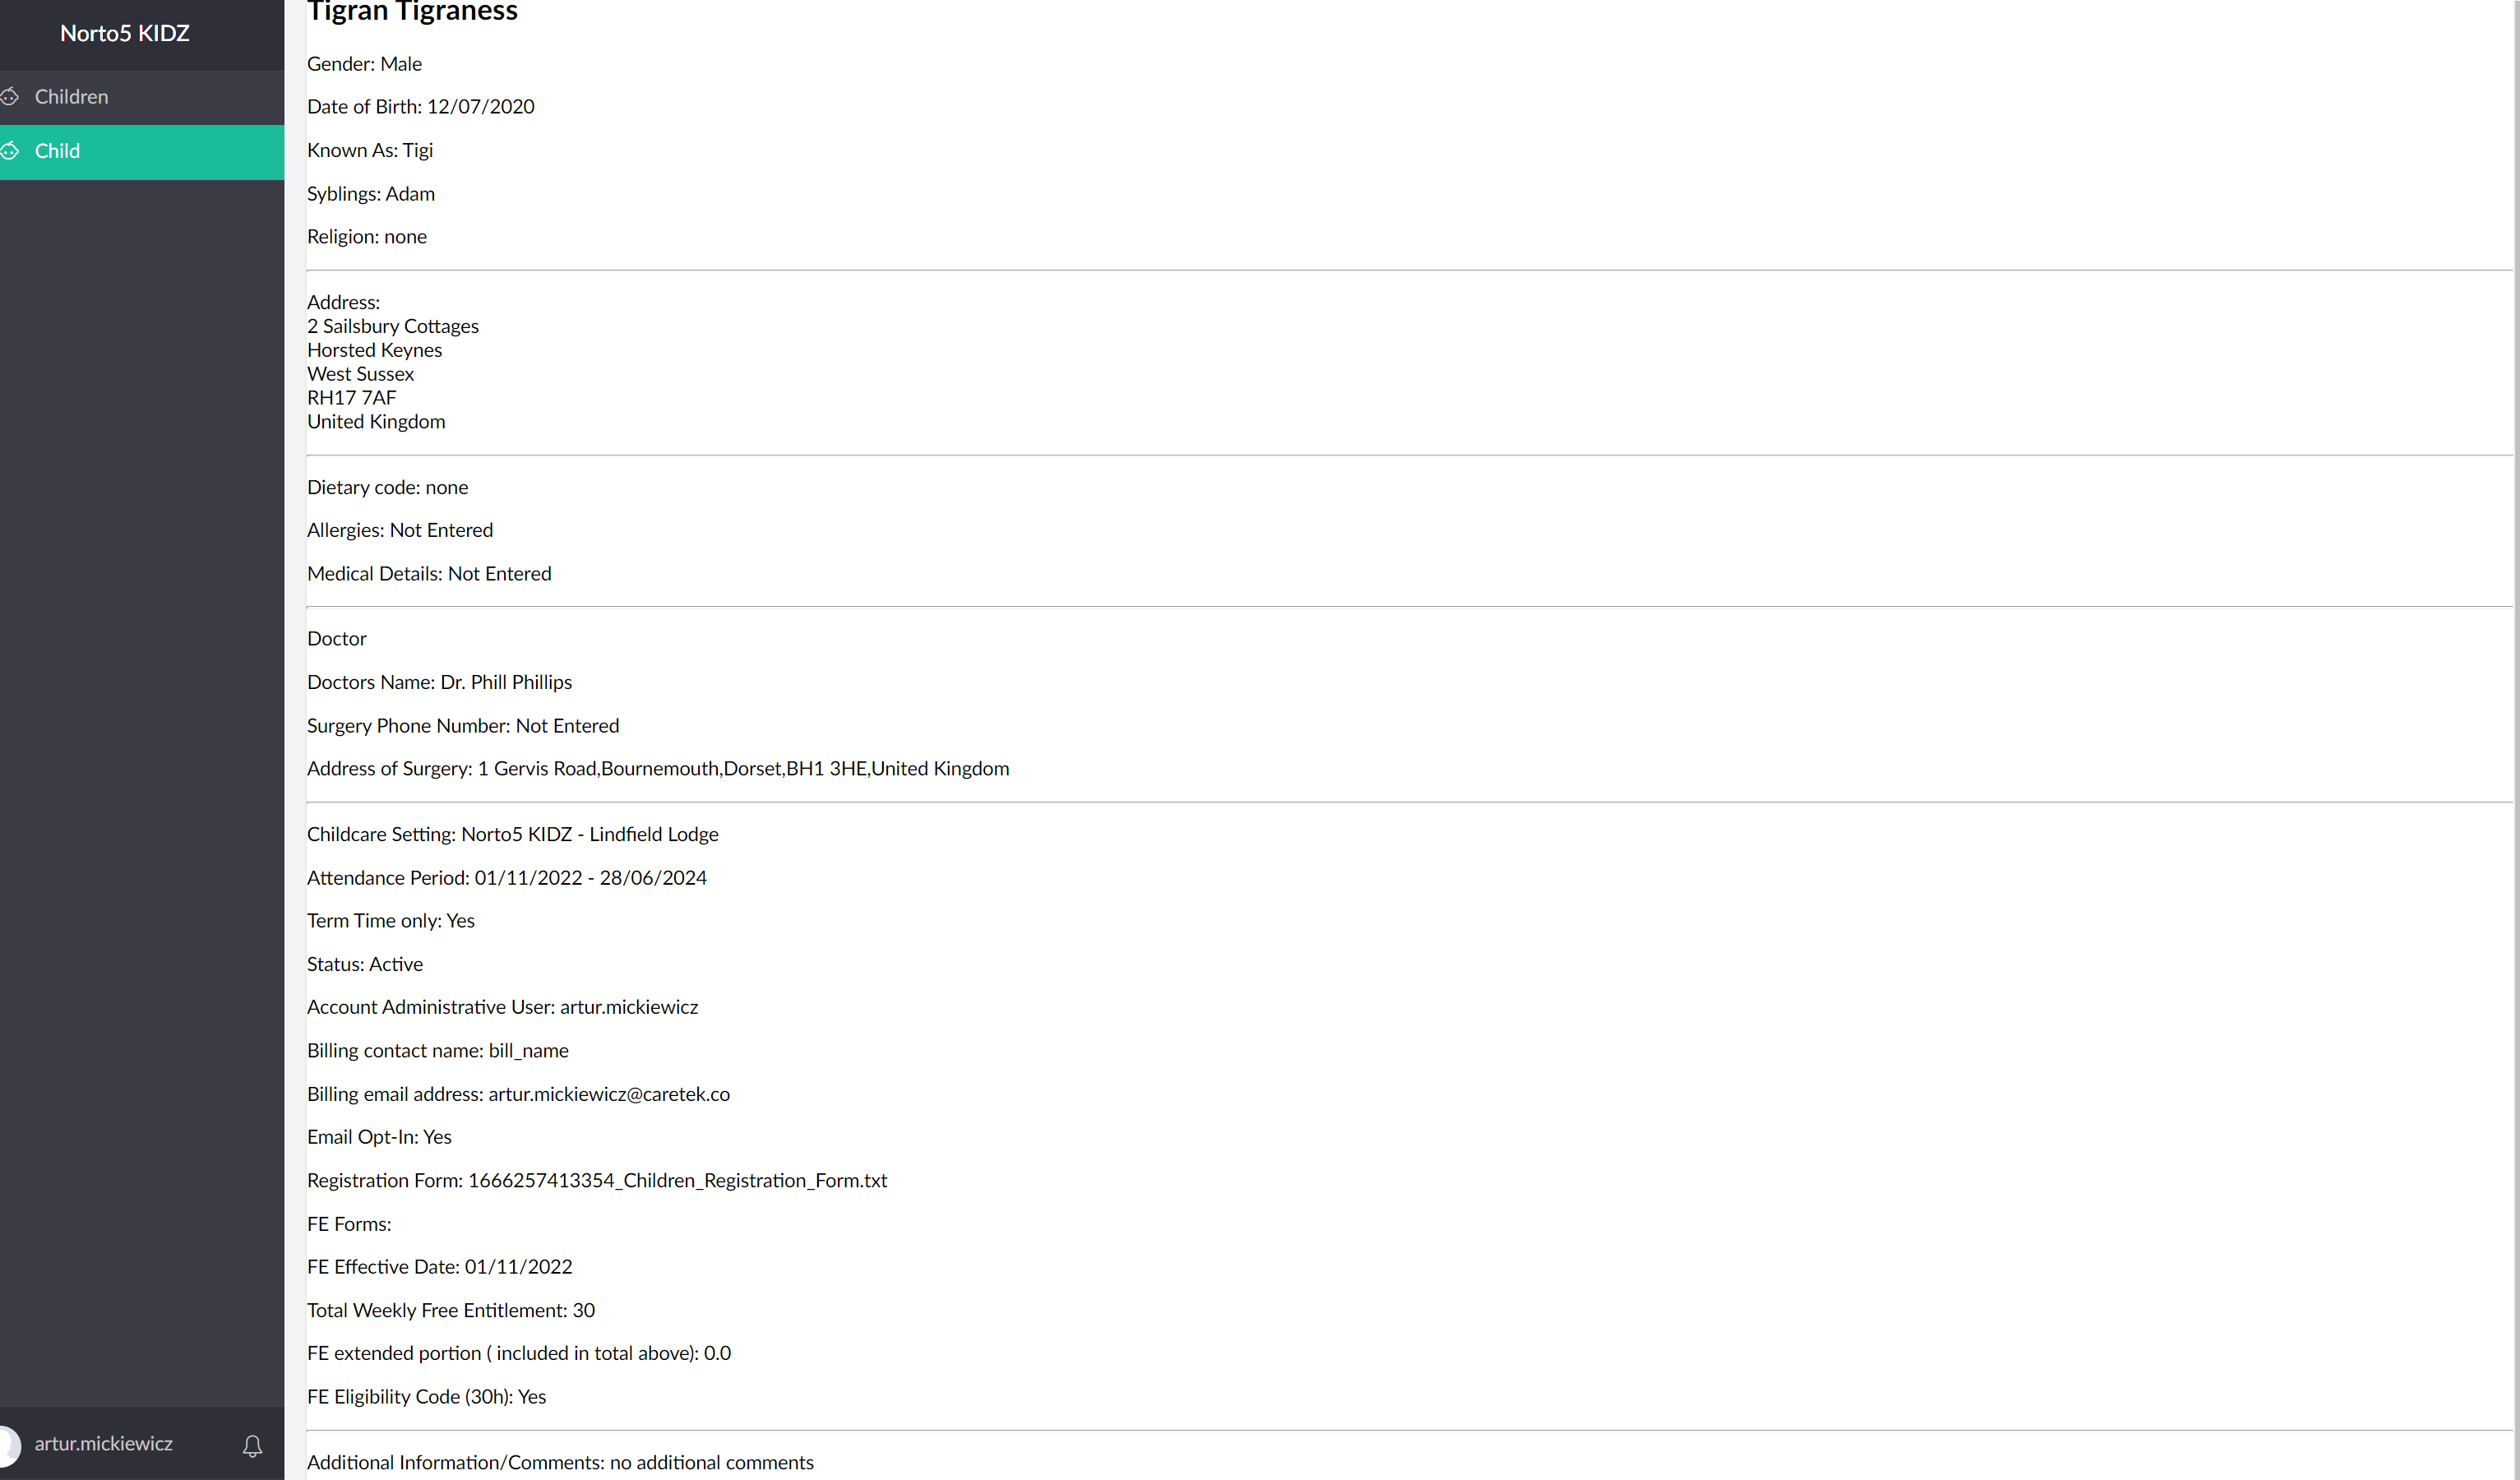 Norto5 KIDZ
Children
Child
artur.mickiewicz
Tigran Tigraness
Gender: Male
Date of Birth: 12/07/2020
Known As: Tigi
Syblings: Adam
Religion: none
Address:
2 Sailsbury Cottages
Horsted Keynes
West Sussex
RH17 7AF
United Kingdom
Dietary code: none
Allergies: Not Entered
Medical Details: Not Entered
Doctor
Doctors Name: Dr. Phill Phillips
Surgery Phone Number: Not Entered
Address of Surgery: 1 Gervis Road,Bournemouth,Dorset,BH1 3HE,United Kingdom
Childcare Setting: Norto5 KIDZ - Lindfield Lodge
Attendance Period: 01/11/2022 - 28/06/2024
Term Time only: Yes
Status: Active
Account Administrative User: artur.mickiewicz
Billing contact name: bill_name
Billing email address: artur.mickiewicz@caretek.co
Email Opt-In: Yes
Registration Form: 1666257413354_Children_Registration_Form.txt
FE Forms:
FE Effective Date: 01/11/2022
Total Weekly Free Entitlement: 30
FE extended portion ( included in total above): 0.0
FE Eligibility Code (30h): Yes
Additional Information/Comments: no additional comments